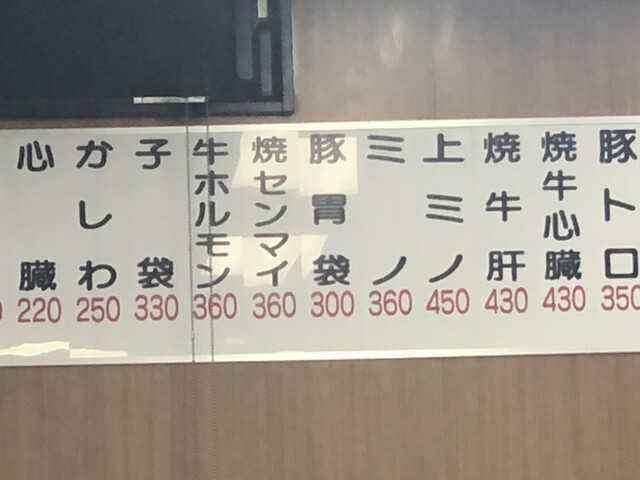 心臓 220
かしわ 250
子袋 330
牛ホルモン 360
焼センマイ 360
豚胃袋 300
ミノ 360
上ミノ 450
焼牛肝 430
焼牛心臓 430
豚トロ 350